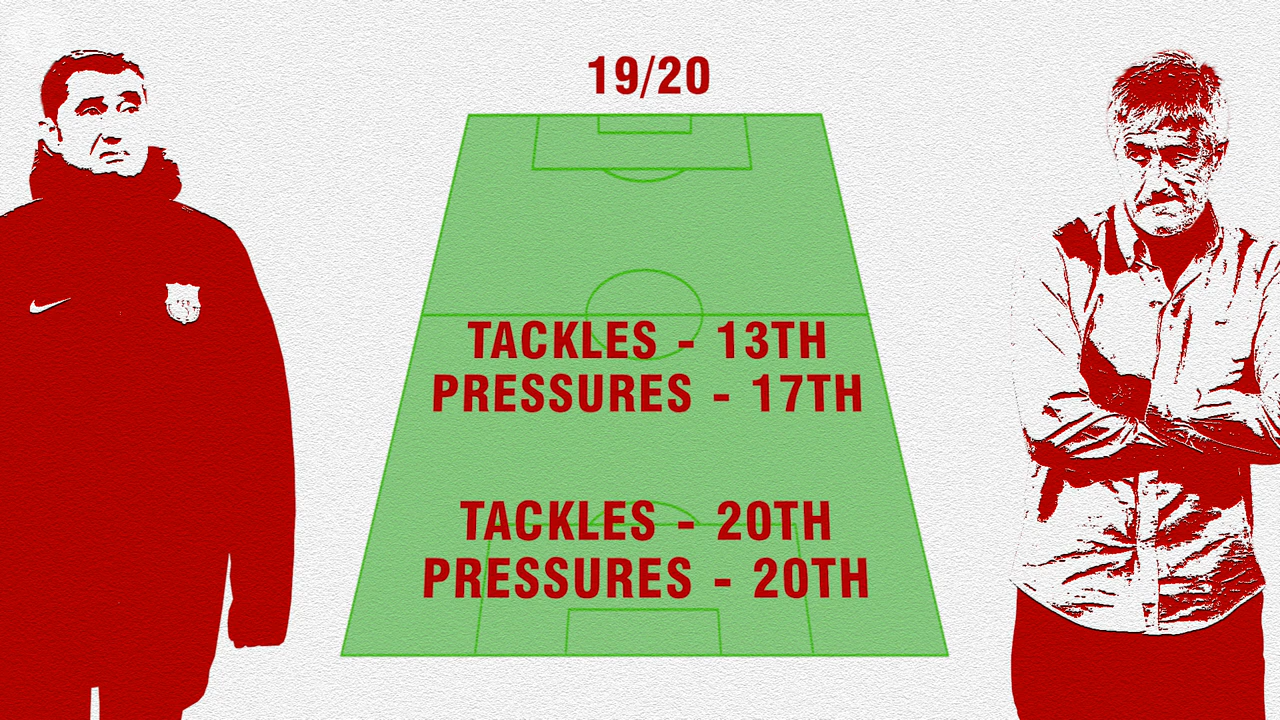 19/20
TACKLES - 13TH
PRESSURES - 17TH
TACKLES - 20TH
PRESSURES - 20TH